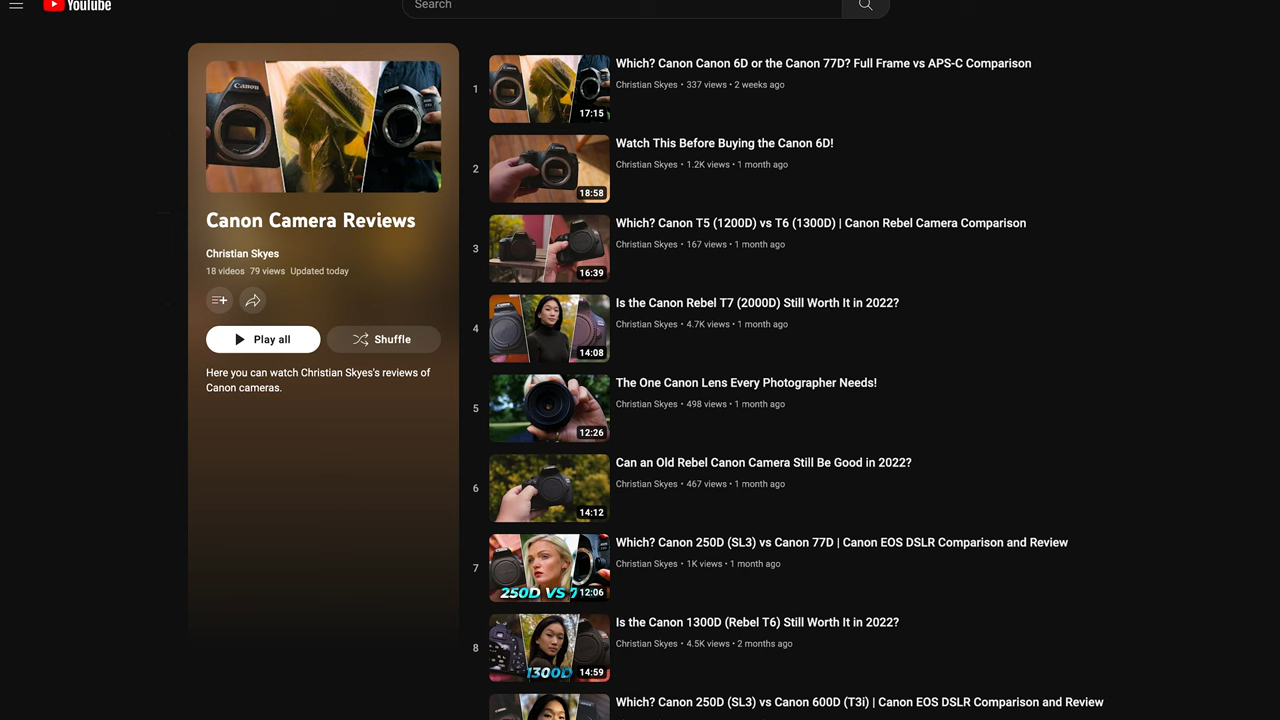 YouTube
Search
Canon Camera Reviews
Christian Skyes
18 videos 79 views Updated today
Play all
Shuffle
Here you can watch Christian Skyes's reviews of
Canon cameras.
1
17:15
Which? Canon Canon 6D or the Canon 77D? Full Frame vs APS-C Comparison
Christian Skyes • 337 views • 2 weeks ago
2
18:58
Watch This Before Buying the Canon 6D!
Christian Skyes • 1.2K views • 1 month ago
3
16:39
Which? Canon T5 (1200D) vs T6 (1300D) | Canon Rebel Camera Comparison
Christian Skyes • 167 views • 1 month ago
4
14:08
Is the Canon Rebel T7 (2000D) Still Worth It in 2022?
Christian Skyes • 4.7K views • 1 month ago
5
12:26
The One Canon Lens Every Photographer Needs!
Christian Skyes • 498 views • 1 month ago
6
14:12
Can an Old Rebel Canon Camera Still Be Good in 2022?
Christian Skyes • 467 views • 1 month ago
7
250D VS 7
12:06
Which? Canon 250D (SL3) vs Canon 77D | Canon EOS DSLR Comparison and Review
Christian Skyes • 1K views • 1 month ago
8
1300D
14:59
Is the Canon 1300D (Rebel T6) Still Worth It in 2022?
Christian Skyes • 4.5K views • 2 months ago
Which? Canon 250D (SL3) vs Canon 600D (T3i) | Canon EOS DSLR Comparison and Review